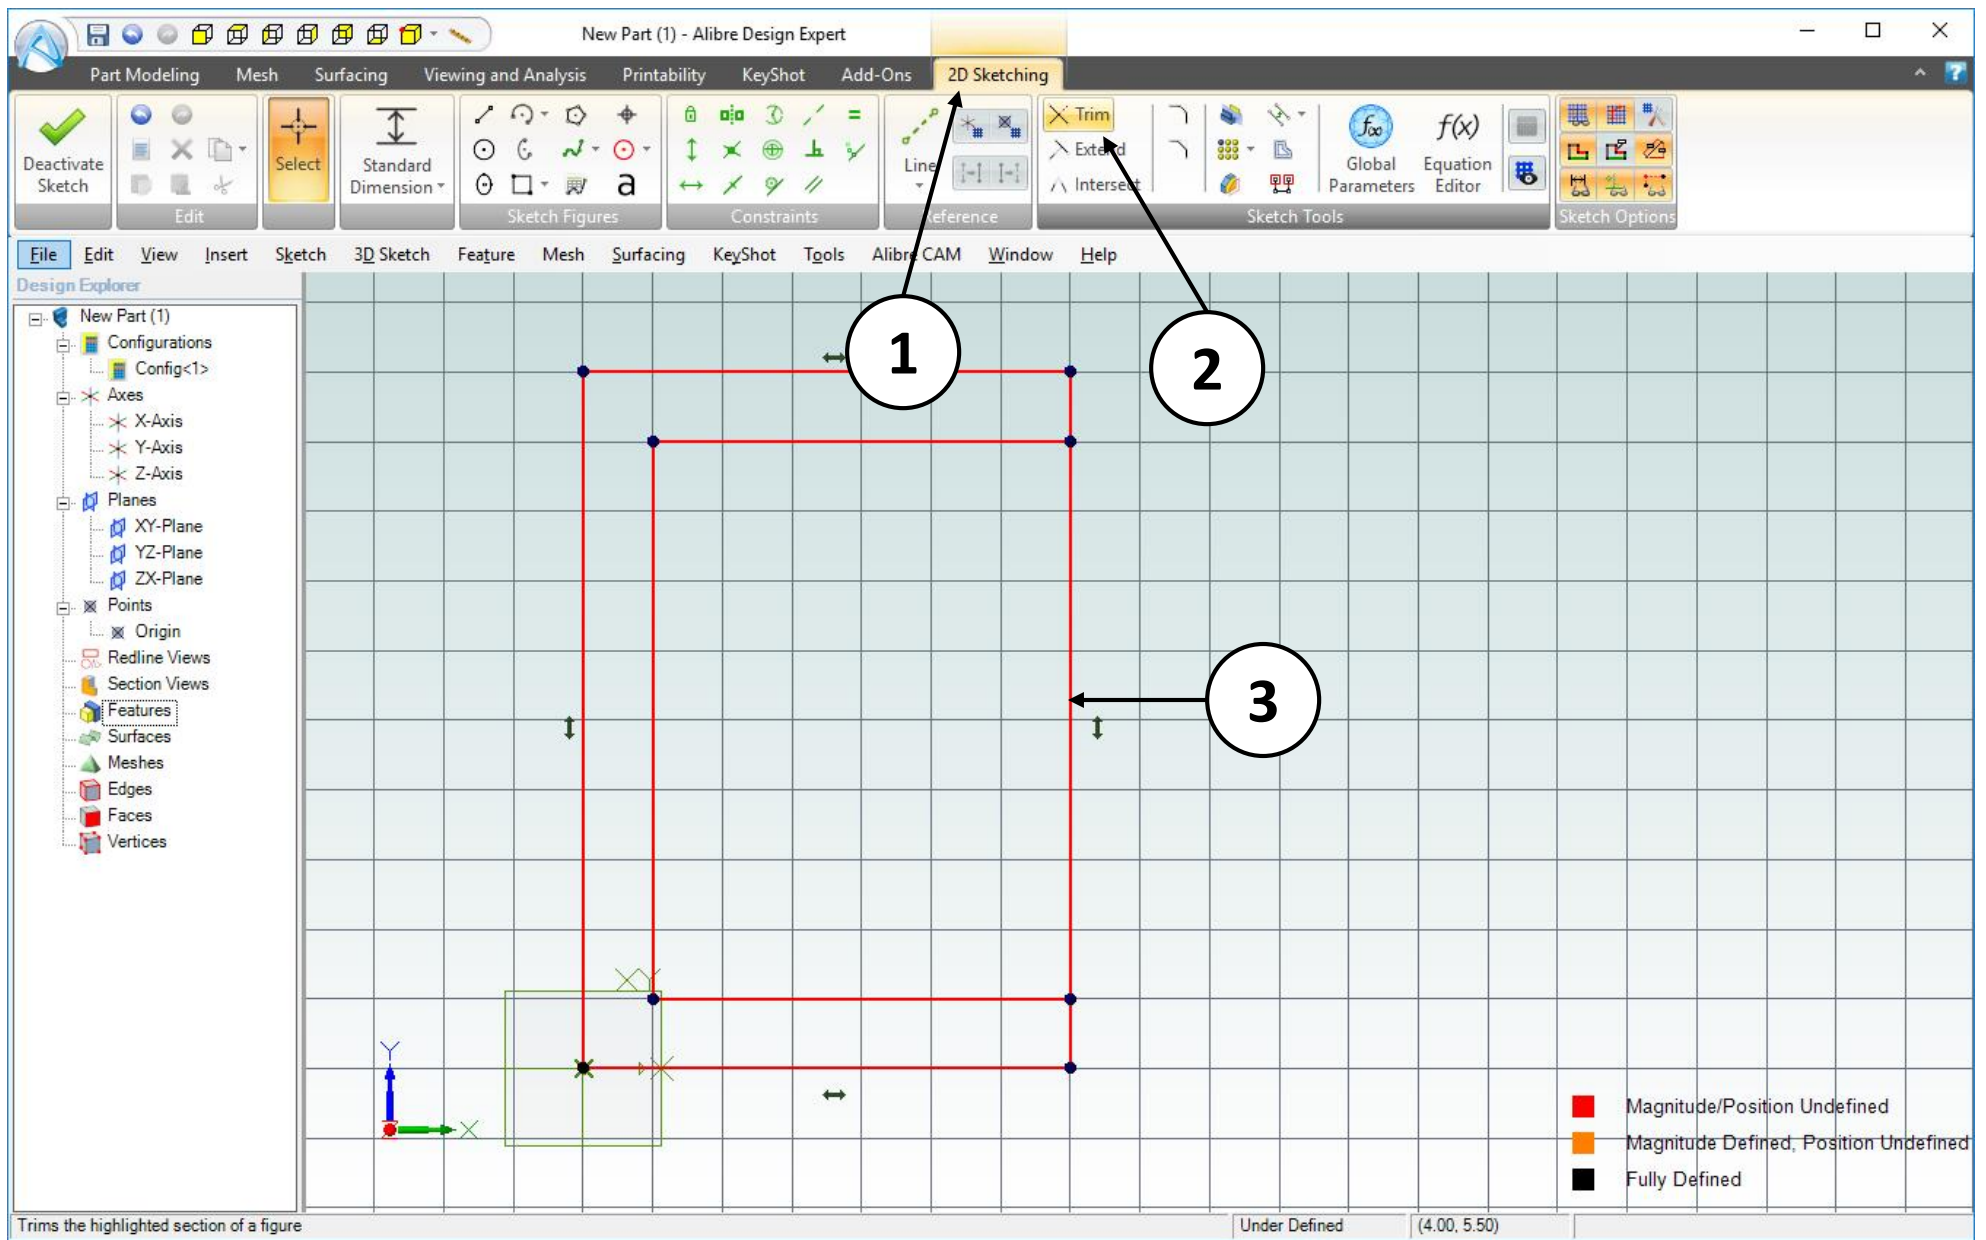 New Part (1) - Alibre Design Expert
Part Modeling Mesh Surfacing Viewing and Analysis Printability KeyShot Add-Ons 2D Sketching
Deactivate Sketch
Edit
Select
Standard Dimension
a
Sketch Figures
Constraints
Line
Reference
Trim
Extend
Intersect
Global Parameters
f(x)
Equation Editor
Sketch Tools
Sketch Options
File Edit View Insert Sketch 3D Sketch Feature Mesh Surfacing KeyShot Tools Alibre CAM Window Help
Design Explorer
New Part (1)
Configurations
Config<1>
Axes
X-Axis
Y-Axis
Z-Axis
Planes
XY-Plane
YZ-Plane
ZX-Plane
Points
Origin
Redline Views
Section Views
Features
Surfaces
Meshes
Edges
Faces
Vertices
1
2
3
XY
Y
X
Z
Magnitude/Position Undefined
Magnitude Defined, Position Undefined
Fully Defined
Trims the highlighted section of a figure
Under Defined
(4.00, 5.50)